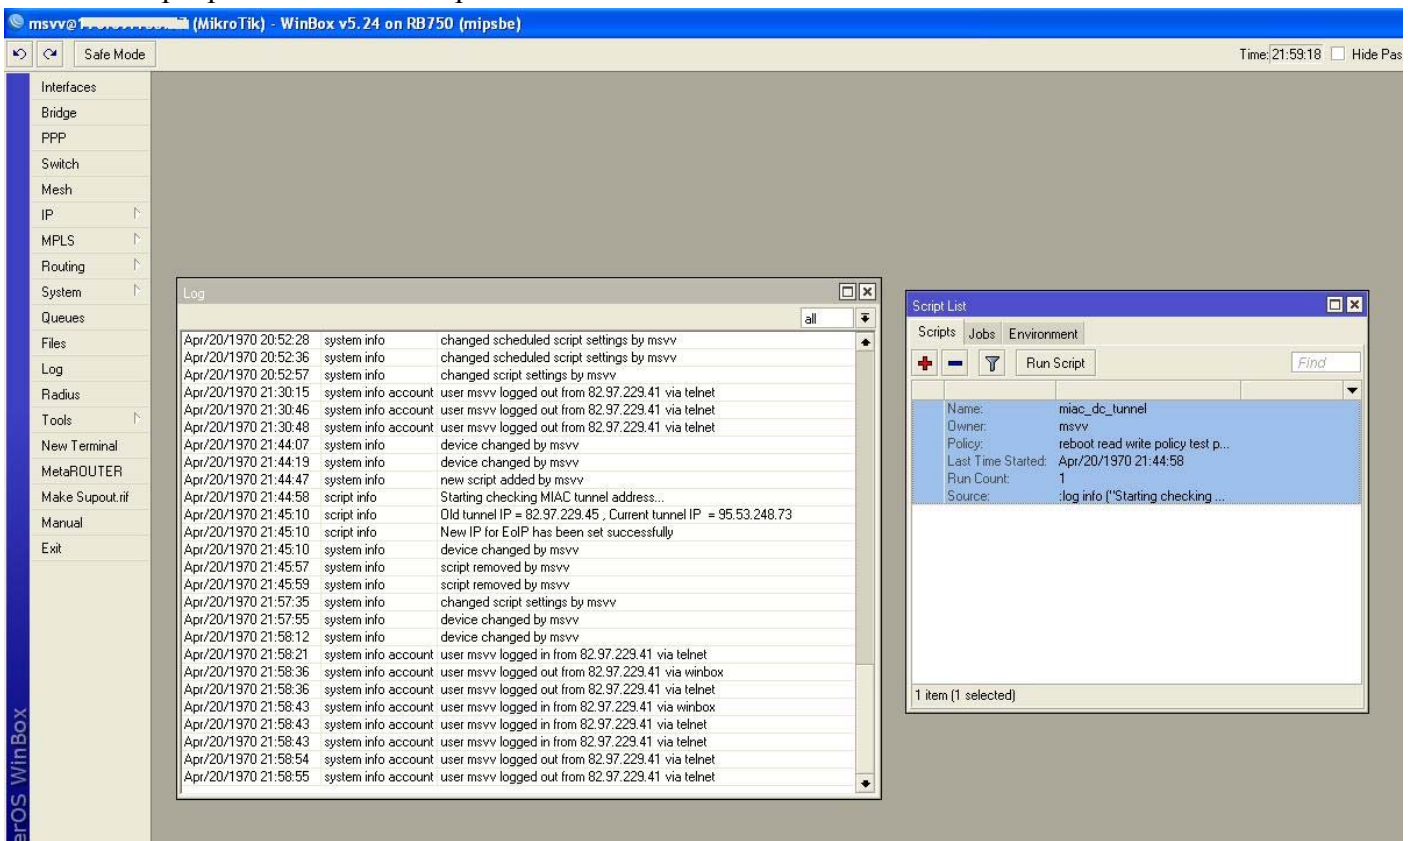 msvv@1 (MikroTik) - WinBox v5.24 on RB750 (mipsbe)
Safe Mode
Time: 21:59:18 Hide Pas
Interfaces
Bridge
PPP
Switch
Mesh
IP
MPLS
Routing
System
Queues
Files
Log
Radius
Tools
New Terminal
MetaROUTER
Make Supout.rif
Manual
Exit
erOS WinBox
Log
all
Apr/20/1970 20:52:28 system info changed scheduled script settings by msvv
Apr/20/1970 20:52:36 system info changed scheduled script settings by msvv
Apr/20/1970 20:52:57 system info changed script settings by msvv
Apr/20/1970 21:30:15 system info account user msvv logged out from 82.97.229.41 via telnet
Apr/20/1970 21:30:46 system info account user msvv logged out from 82.97.229.41 via telnet
Apr/20/1970 21:30:48 system info account user msvv logged out from 82.97.229.41 via telnet
Apr/20/1970 21:44:07 system info device changed by msvv
Apr/20/1970 21:44:19 system info device changed by msvv
Apr/20/1970 21:44:47 system info new script added by msvv
Apr/20/1970 21:44:58 script info Starting checking MIAC tunnel address...
Apr/20/1970 21:45:10 script info Old tunnel IP = 82.97.229.45 , Current tunnel IP = 95.53.248.73
Apr/20/1970 21:45:10 script info New IP for EoIP has been set successfully
Apr/20/1970 21:45:10 system info device changed by msvv
Apr/20/1970 21:45:57 system info script removed by msvv
Apr/20/1970 21:45:59 system info script removed by msvv
Apr/20/1970 21:57:35 system info changed script settings by msvv
Apr/20/1970 21:57:55 system info device changed by msvv
Apr/20/1970 21:58:12 system info device changed by msvv
Apr/20/1970 21:58:21 system info account user msvv logged in from 82.97.229.41 via telnet
Apr/20/1970 21:58:36 system info account user msvv logged out from 82.97.229.41 via winbox
Apr/20/1970 21:58:36 system info account user msvv logged out from 82.97.229.41 via telnet
Apr/20/1970 21:58:43 system info account user msvv logged in from 82.97.229.41 via winbox
Apr/20/1970 21:58:43 system info account user msvv logged in from 82.97.229.41 via telnet
Apr/20/1970 21:58:43 system info account user msvv logged in from 82.97.229.41 via telnet
Apr/20/1970 21:58:54 system info account user msvv logged out from 82.97.229.41 via telnet
Apr/20/1970 21:58:55 system info account user msvv logged out from 82.97.229.41 via telnet
Script List
Scripts Jobs Environment
Run Script Find
Name: miac_dc_tunnel
Owner: msvv
Policy: reboot read write policy test p...
Last Time Started: Apr/20/1970 21:44:58
Run Count: 1
Source: :log info ("Starting checking ...
1 item (1 selected)